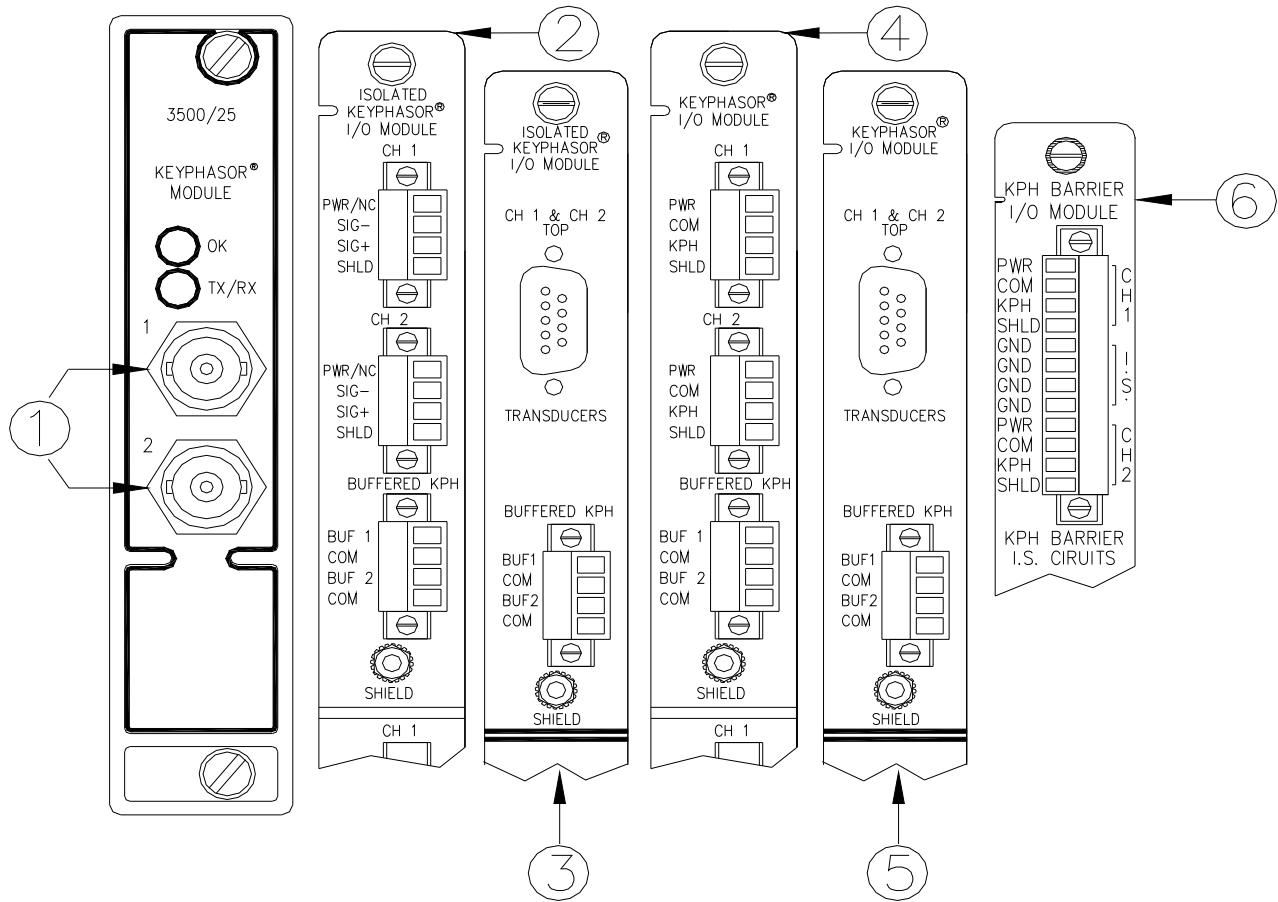 3500/25
KEYPHASOR®
MODULE
OK
TX/RX
1
2
1
ISOLATED
KEYPHASOR®
I/O MODULE
CH 1
PWR/NC
SIG-
SIG+
SHLD
CH 2
PWR/NC
SIG-
SIG+
SHLD
BUFFERED KPH
BUF 1
COM
BUF 2
COM
SHIELD
CH 1
2
ISOLATED
KEYPHASOR®
I/O MODULE
CH 1 & CH 2
TOP
TRANSDUCERS
BUFFERED KPH
BUF1
COM
BUF2
COM
SHIELD
3
KEYPHASOR®
I/O MODULE
CH 1
PWR
COM
KPH
SHLD
CH 2
PWR
COM
KPH
SHLD
BUFFERED KPH
BUF 1
COM
BUF 2
COM
SHIELD
CH 1
4
KEYPHASOR®
I/O MODULE
CH 1 & CH 2
TOP
TRANSDUCERS
BUFFERED KPH
BUF1
COM
BUF2
COM
SHIELD
5
KPH BARRIER
I/O MODULE
PWR
COM
KPH
SHLD
CH1
GND
GND
GND
GND
I.S.
PWR
COM
KPH
SHLD
CH2
KPH BARRIER
I.S. CIRUITS
6